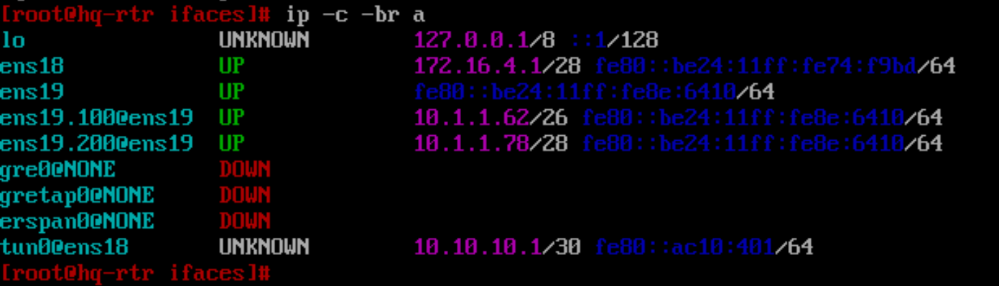 [root@hq-rtr ifaces]# ip -c -br a
lo UNKNOWN 127.0.0.1/8 ::1/128
ens18 UP 172.16.4.1/28 fe80::be24:11ff:fe74:f9bd/64
ens19 UP fe80::be24:11ff:fe8e:6410/64
ens19.100@ens19 UP 10.1.1.62/26 fe80::be24:11ff:fe8e:6410/64
ens19.200@ens19 UP 10.1.1.78/28 fe80::be24:11ff:fe8e:6410/64
gre0@NONE DOWN
gretap0@NONE DOWN
erspan0@NONE DOWN
tun0@ens18 UNKNOWN 10.10.10.1/30 fe80::ac10:401/64
[root@hq-rtr ifaces]#